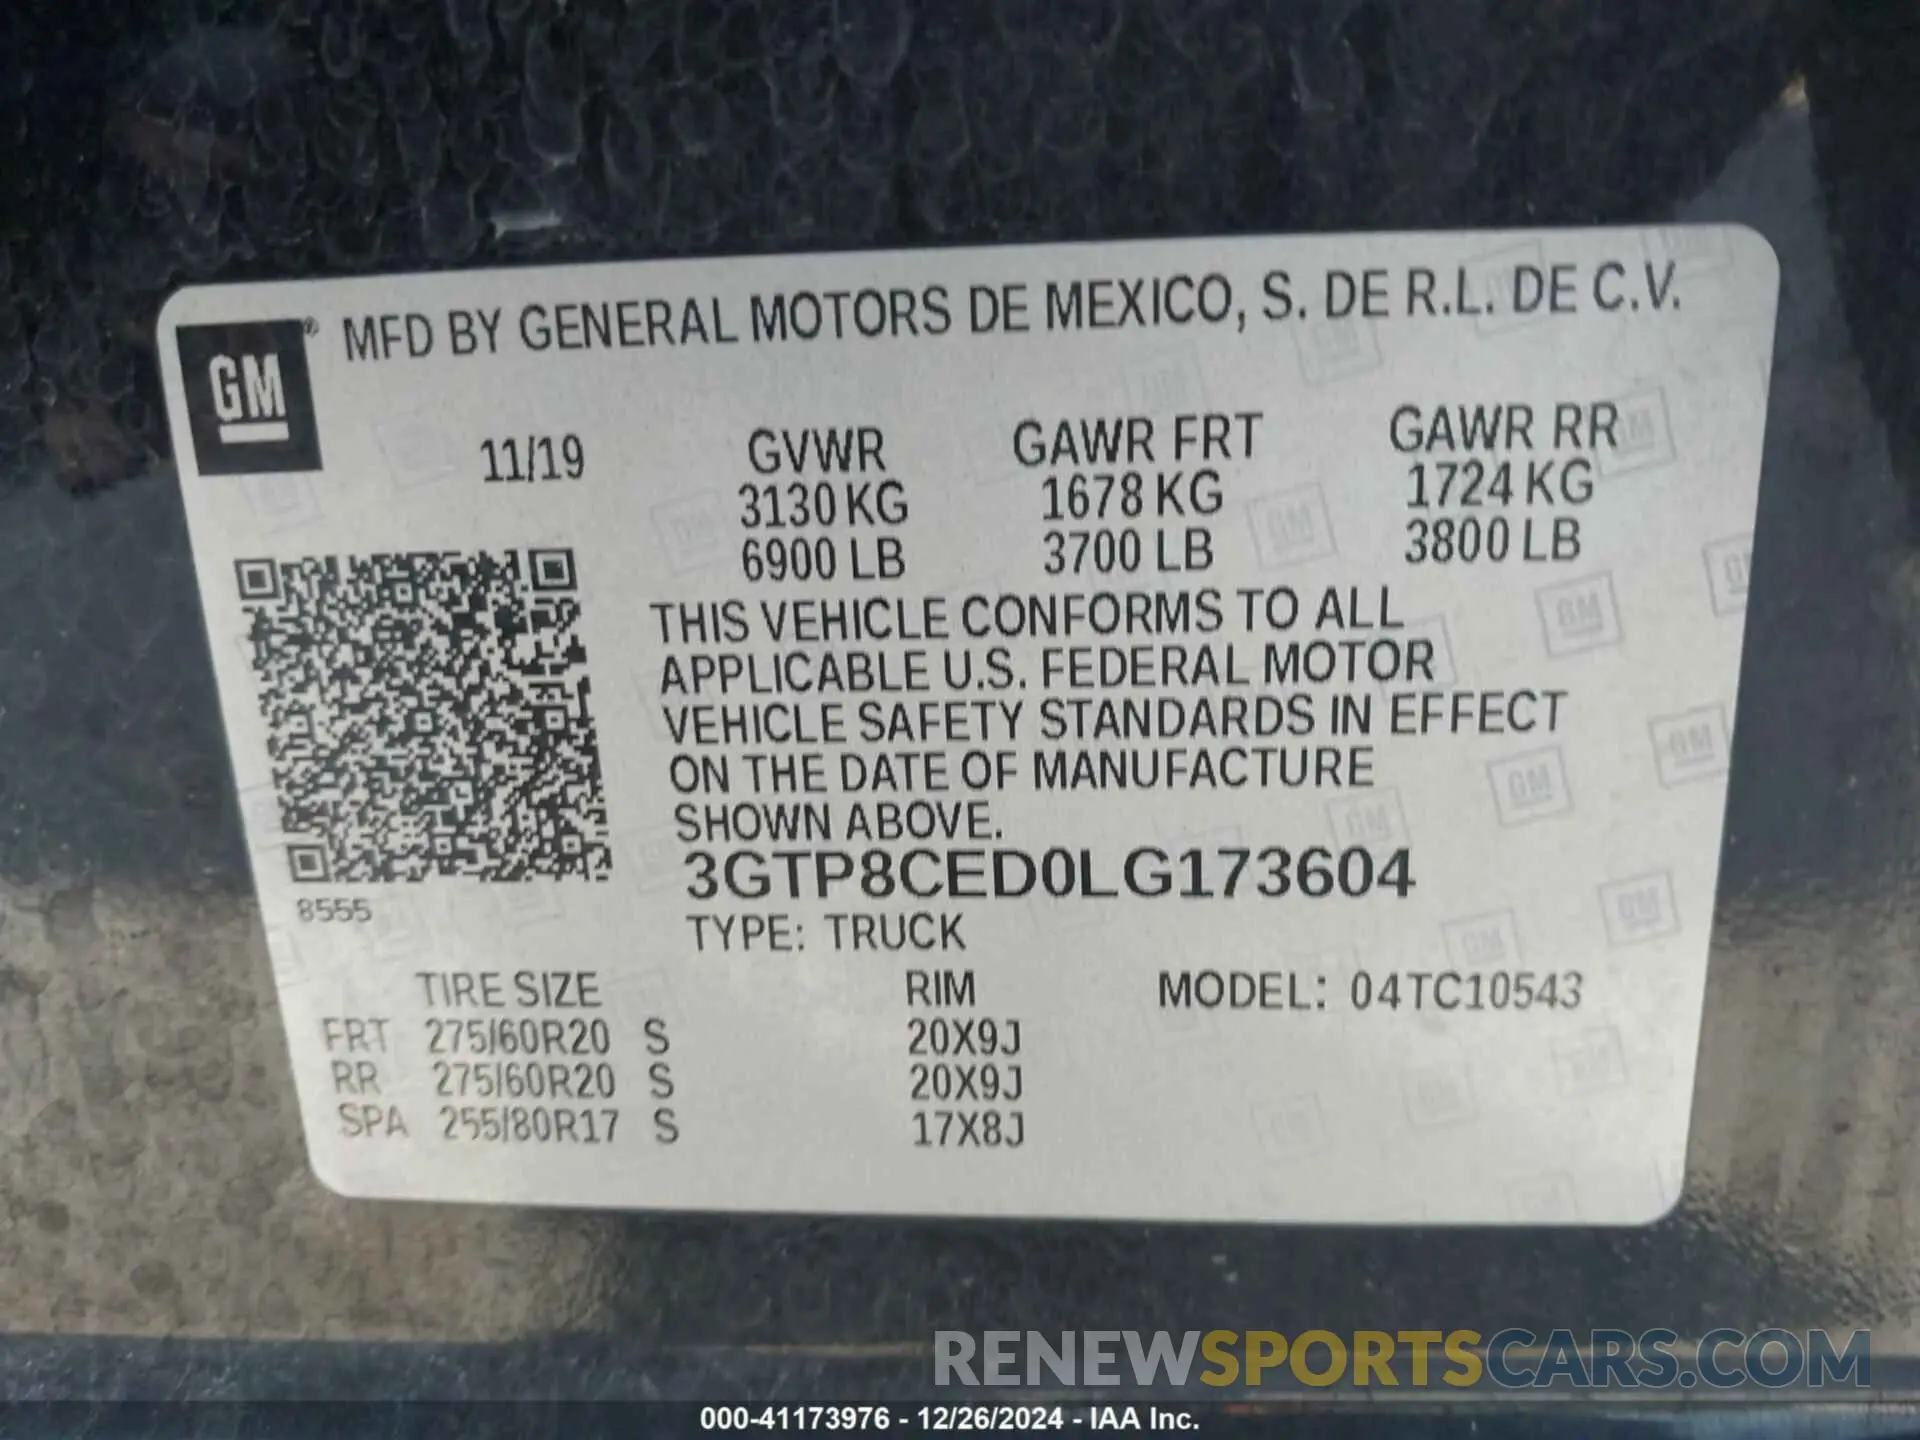 GM® MFD BY GENERAL MOTORS DE MEXICO, S. DE R.L. DE C.V.
11/19 GVWR GAWR FRT GAWR RR
3130 KG 1678 KG 1724 KG
6900 LB 3700 LB 3800 LB
THIS VEHICLE CONFORMS TO ALL
APPLICABLE U.S. FEDERAL MOTOR
VEHICLE SAFETY STANDARDS IN EFFECT
ON THE DATE OF MANUFACTURE
SHOWN ABOVE.
3GTP8CED0LG173604
8555
TYPE: TRUCK
TIRE SIZE RIM MODEL: 04TC10543
FRT 275/60R20 S 20X9J
RR 275/60R20 S 20X9J
SPA 255/80R17 S 17X8J
RENEWSPORTSCARS.COM
000-41173976 - 12/26/2024 - IAA Inc.